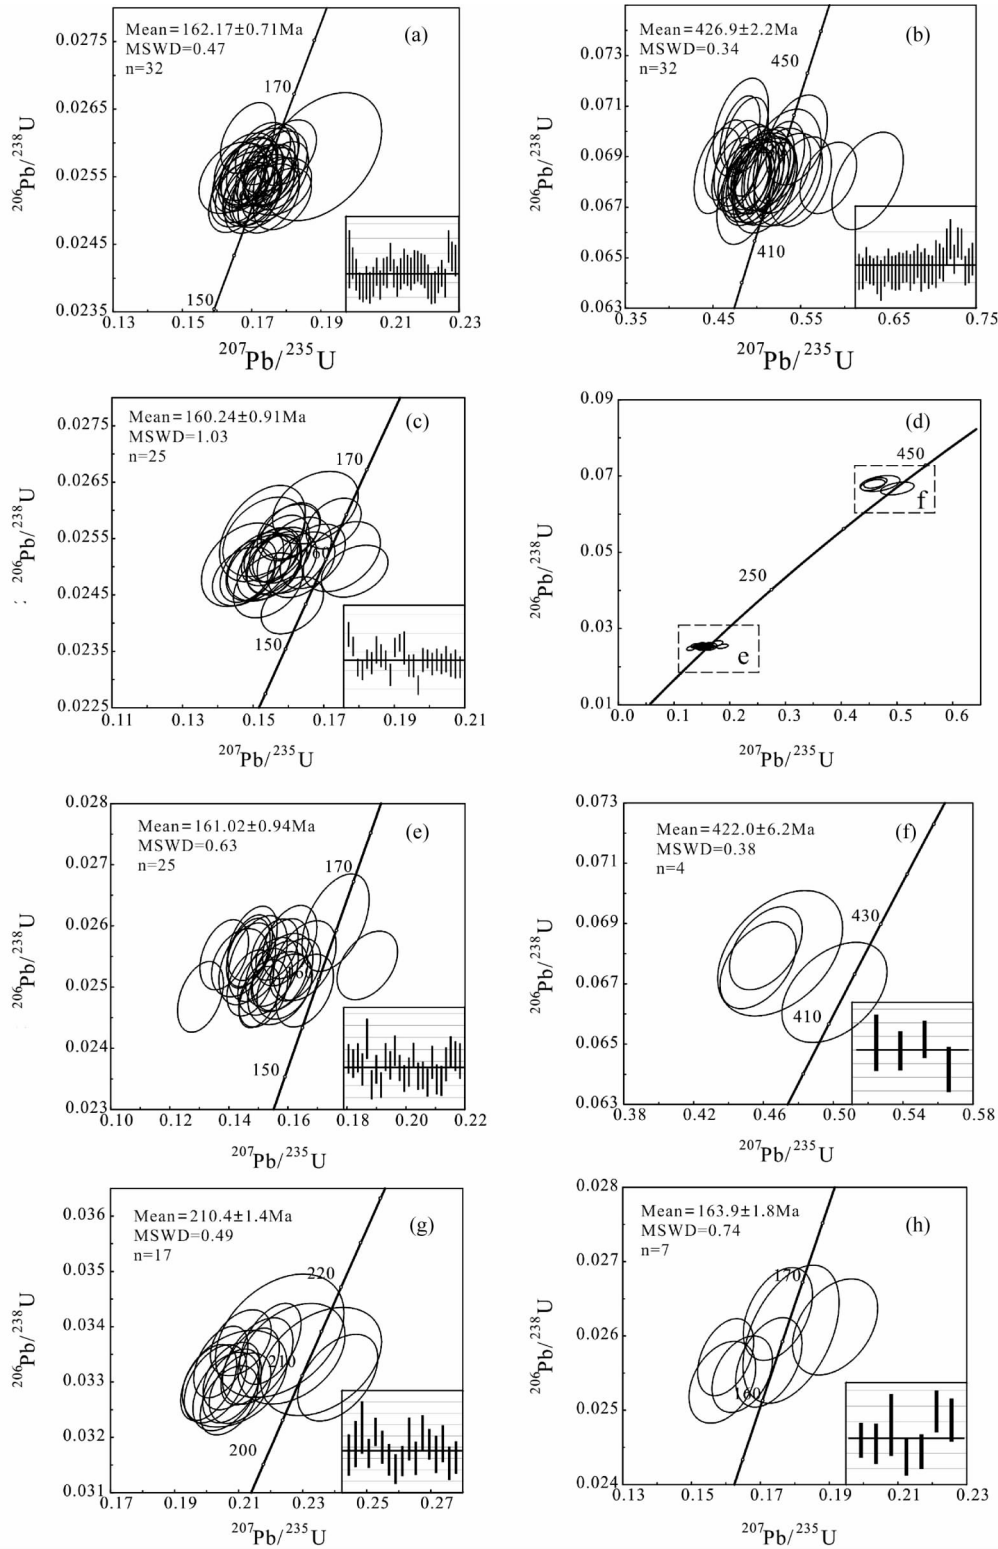 Mean=162.17±0.71Ma
MSWD=0.47
n=32
(a)
0.0275
0.0265
0.0255
0.0245
0.0235
170
150
0.13
0.15
0.17
0.19
0.21
0.23
206Pb/238U
207Pb/235U
Mean=426.9±2.2Ma
MSWD=0.34
n=32
(b)
0.073
0.071
0.069
0.067
0.065
0.063
450
410
0.35
0.45
0.55
0.65
0.75
206Pb/238U
207Pb/235U
Mean=160.24±0.91Ma
MSWD=1.03
n=25
(c)
0.0275
0.0265
0.0255
0.0245
0.0235
0.0225
170
150
0.11
0.13
0.15
0.17
0.19
0.21
206Pb/238U
207Pb/235U
(d)
0.09
0.07
0.05
0.03
0.01
450
f
250
e
0.0
0.1
0.2
0.3
0.4
0.5
0.6
206Pb/238U
207Pb/235U
Mean=161.02±0.94Ma
MSWD=0.63
n=25
(e)
0.028
0.027
0.026
0.025
0.024
0.023
170
160
150
0.10
0.12
0.14
0.16
0.18
0.20
0.22
206Pb/238U
207Pb/235U
Mean=422.0±6.2Ma
MSWD=0.38
n=4
(f)
0.073
0.071
0.069
0.067
0.065
0.063
430
410
0.38
0.42
0.46
0.50
0.54
0.58
206Pb/238U
207Pb/235U
Mean=210.4±1.4Ma
MSWD=0.49
n=17
(g)
0.036
0.035
0.034
0.033
0.032
0.031
220
210
200
0.17
0.19
0.21
0.23
0.25
0.27
206Pb/238U
207Pb/235U
Mean=163.9±1.8Ma
MSWD=0.74
n=7
(h)
0.028
0.027
0.026
0.025
0.024
170
160
0.13
0.15
0.17
0.19
0.21
0.23
206Pb/238U
207Pb/235U